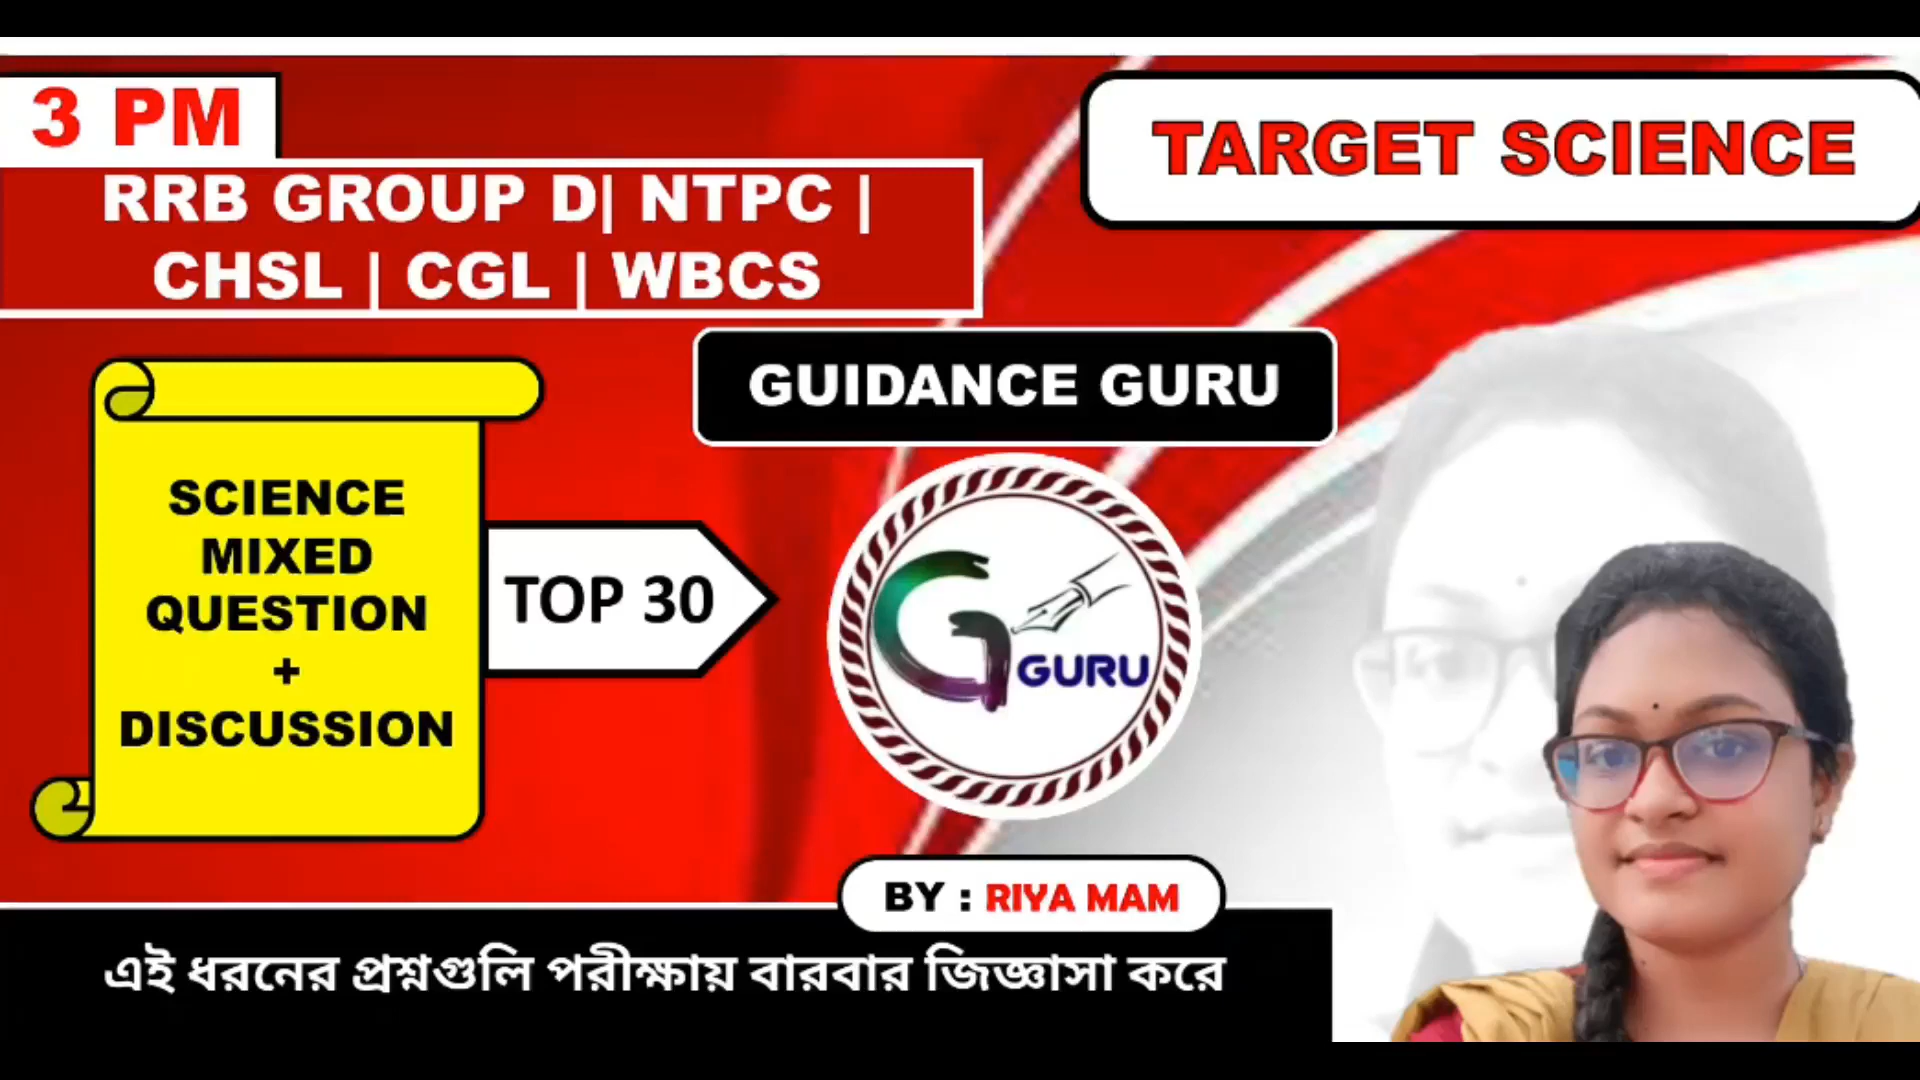 3 PM
TARGET SCIENCE
RRB GROUP D| NTPC |
CHSL | CGL | WBCS
GUIDANCE GURU
SCIENCE
MIXED
QUESTION
+
DISCUSSION
TOP 30
G
GURU
BY : RIYA MAM
এই ধরনের প্রশ্নগুলি পরীক্ষায় বারবার জিজ্ঞাসা করে